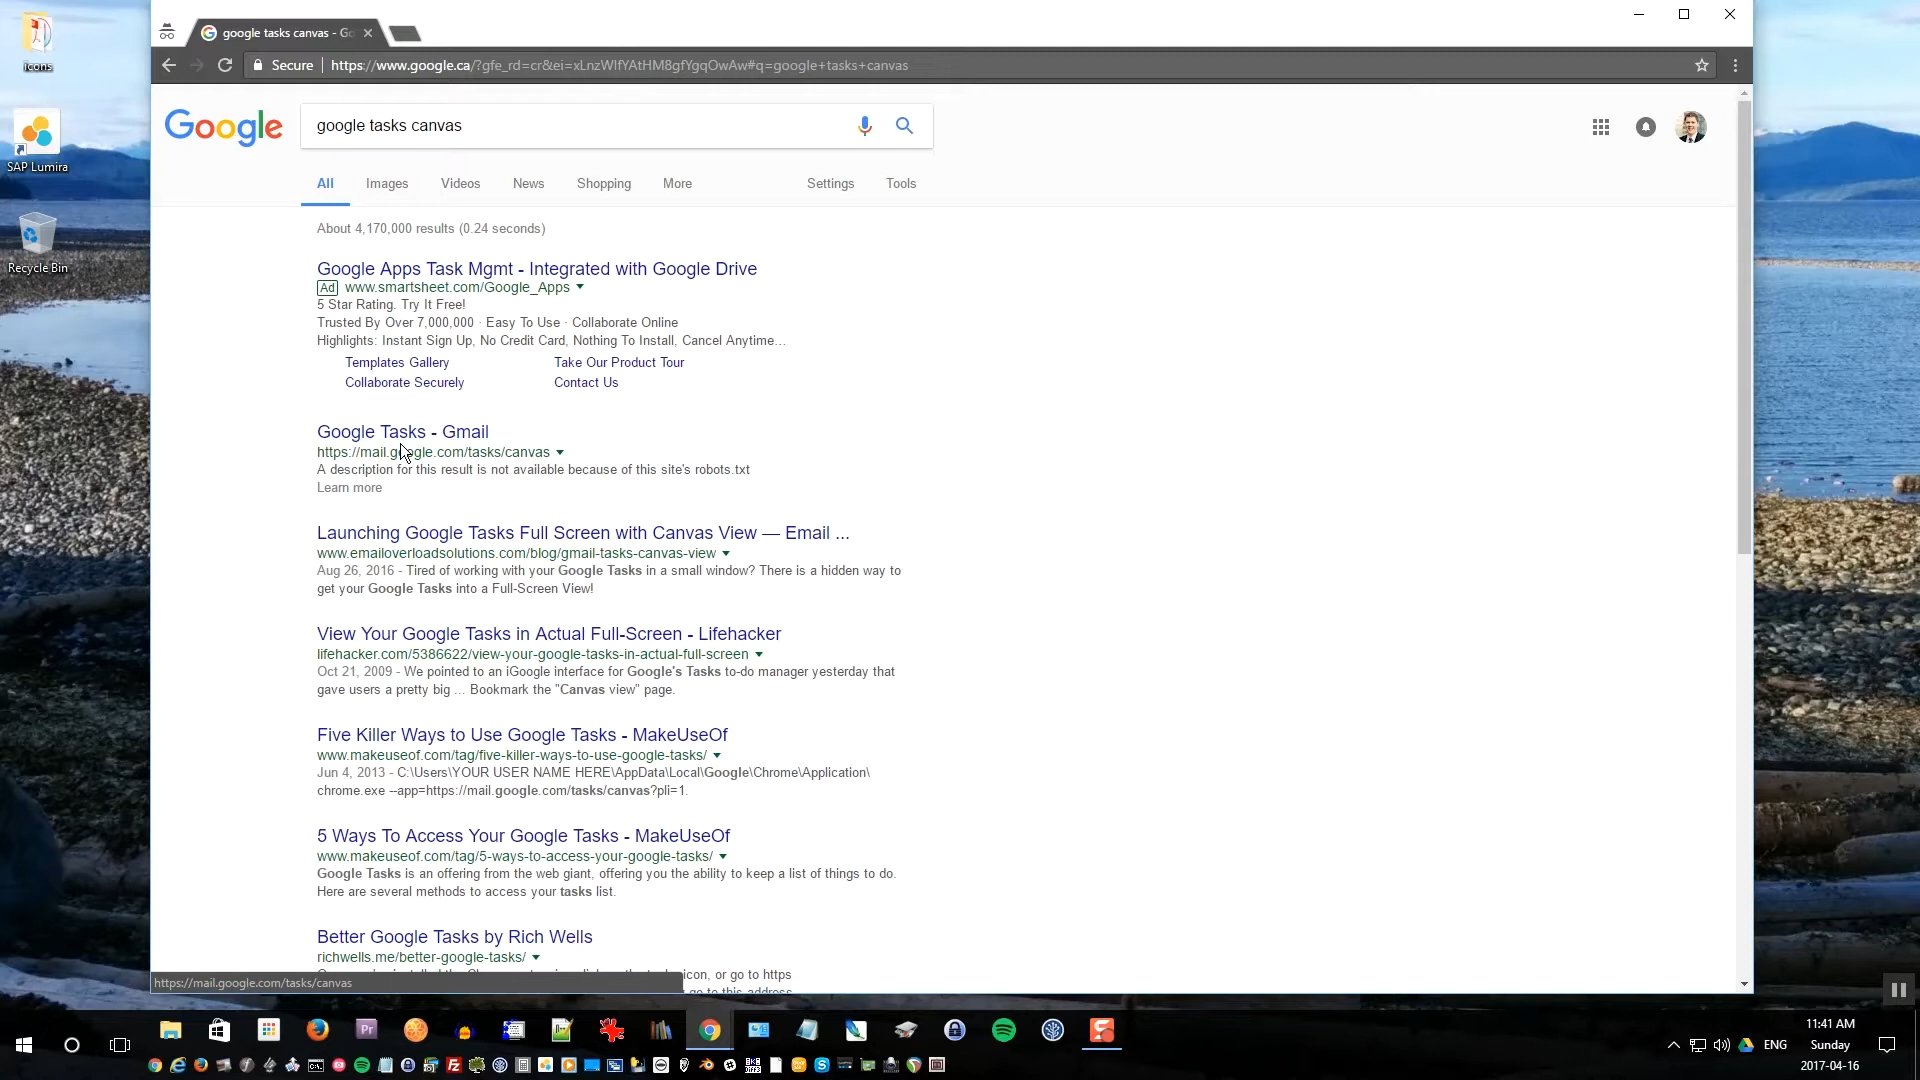 icons
SAP Lumira
Recycle Bin
google tasks canvas - Go
Secure
https://www.google.ca/?gfe_rd=cr&ei=xLnzWIfYAtHM8gfYgqOwAw#q=google+tasks+canvas
Google
google tasks canvas
All Images Videos News Shopping More Settings Tools
About 4,170,000 results (0.24 seconds)
Google Apps Task Mgmt - Integrated with Google Drive
Ad www.smartsheet.com/Google_Apps
5 Star Rating. Try It Free!
Trusted By Over 7,000,000 · Easy To Use · Collaborate Online
Highlights: Instant Sign Up, No Credit Card, Nothing To Install, Cancel Anytime...
Templates Gallery Take Our Product Tour
Collaborate Securely Contact Us
Google Tasks - Gmail
https://mail.google.com/tasks/canvas
A description for this result is not available because of this site's robots.txt
Learn more
Launching Google Tasks Full Screen with Canvas View — Email ...
www.emailoverloadsolutions.com/blog/gmail-tasks-canvas-view
Aug 26, 2016 - Tired of working with your Google Tasks in a small window? There is a hidden way to
get your Google Tasks into a Full-Screen View!
View Your Google Tasks in Actual Full-Screen - Lifehacker
lifehacker.com/5386622/view-your-google-tasks-in-actual-full-screen
Oct 21, 2009 - We pointed to an iGoogle interface for Google's Tasks to-do manager yesterday that
gave users a pretty big ... Bookmark the "Canvas view" page.
Five Killer Ways to Use Google Tasks - MakeUseOf
www.makeuseof.com/tag/five-killer-ways-to-use-google-tasks/
Jun 4, 2013 - C:\Users\YOUR USER NAME HERE\AppData\Local\Google\Chrome\Application\
chrome.exe --app=https://mail.google.com/tasks/canvas?pli=1.
5 Ways To Access Your Google Tasks - MakeUseOf
www.makeuseof.com/tag/5-ways-to-access-your-google-tasks/
Google Tasks is an offering from the web giant, offering you the ability to keep a list of things to do.
Here are several methods to access your tasks list.
Better Google Tasks by Rich Wells
richwells.me/better-google-tasks/
icon, or go to https
go to this address
https://mail.google.com/tasks/canvas
Pr
ENG
11:41 AM
Sunday
2017-04-16